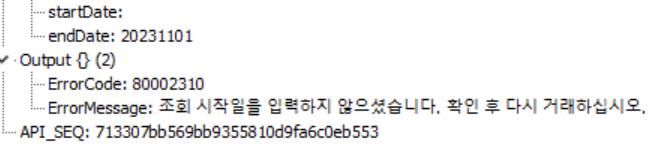 startDate:
endDate: 20231101
Output {} (2)
ErrorCode: 80002310
ErrorMessage: 조회 시작일을 입력하지 않으셨습니다. 확인 후 다시 거래하십시오.
API_SEQ: 713307bb569bb9355810d9fa6c0eb553